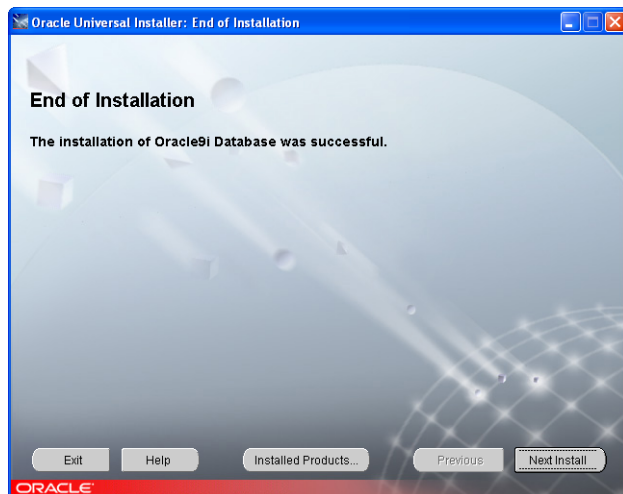 Oracle Universal Installer: End of Installation
End of Installation
The installation of Oracle9i Database was successful.
Exit Help Installed Products... Previous Next Install
ORACLE